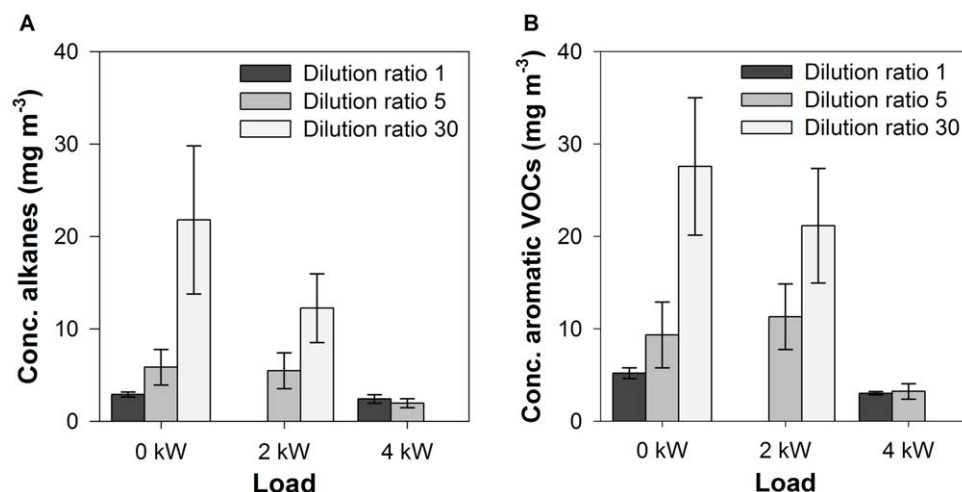 A
Conc. alkanes (mg m-3)
40
30
20
10
0
Dilution ratio 1
Dilution ratio 5
Dilution ratio 30
0 kW
2 kW
4 kW
Load
B
Conc. aromatic VOCs (mg m-3)
40
30
20
10
0
Dilution ratio 1
Dilution ratio 5
Dilution ratio 30
0 kW
2 kW
4 kW
Load